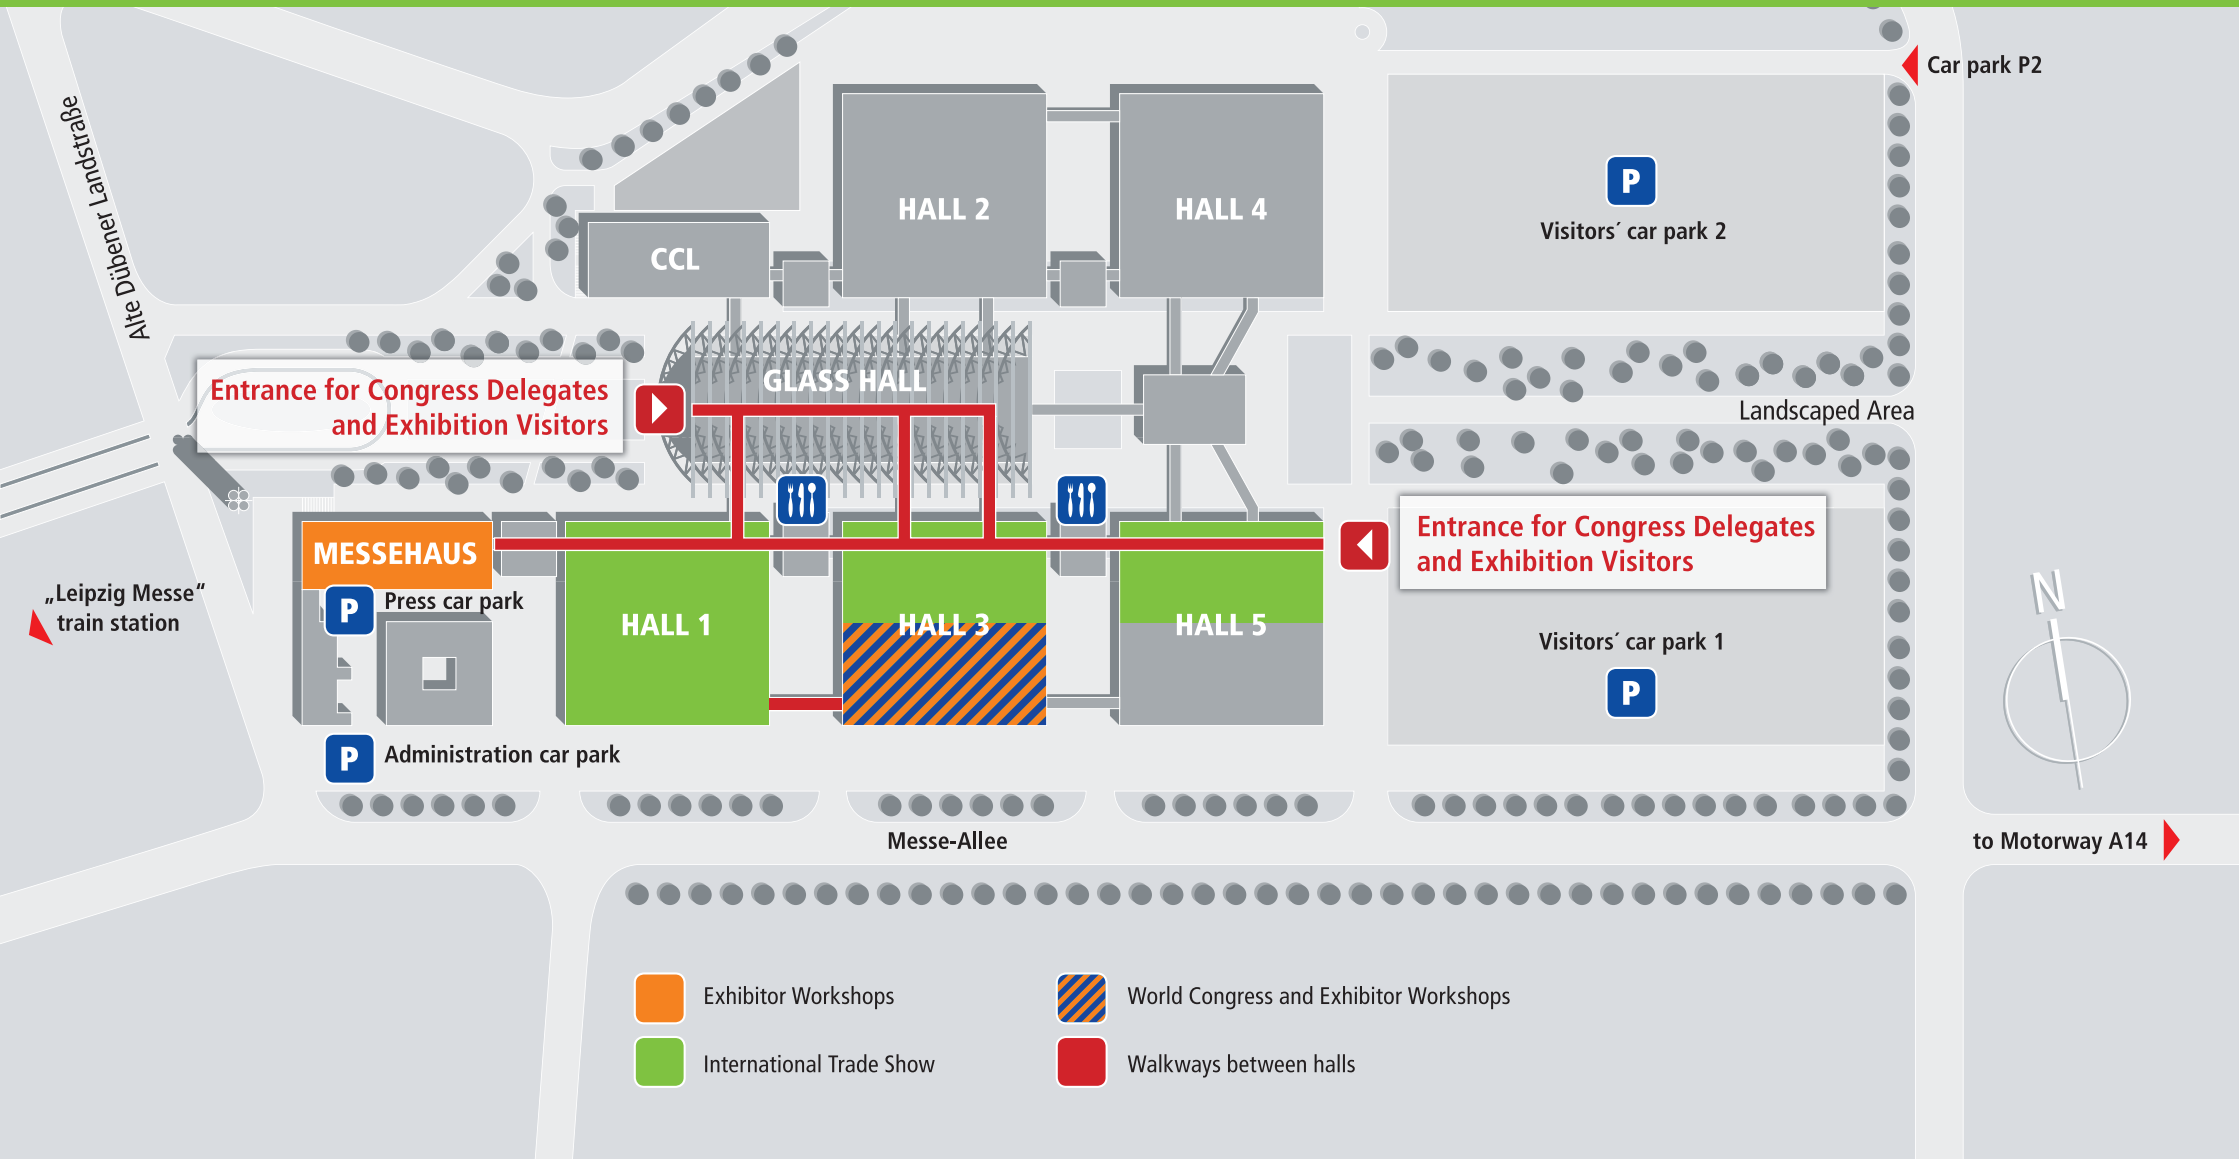 Car park P2
Alte Dübener Landstraße
HALL 2
HALL 4
P
Visitors´ car park 2
CCL
GLASS HALL
Entrance for Congress Delegates
and Exhibition Visitors
Landscaped Area
Entrance for Congress Delegates
and Exhibition Visitors
MESSEHAUS
„Leipzig Messe“
train station
P
Press car park
HALL 1
HALL 3
HALL 5
Visitors´ car park 1
P
N
P
Administration car park
Messe-Allee
to Motorway A14
Exhibitor Workshops
World Congress and Exhibitor Workshops
International Trade Show
Walkways between halls